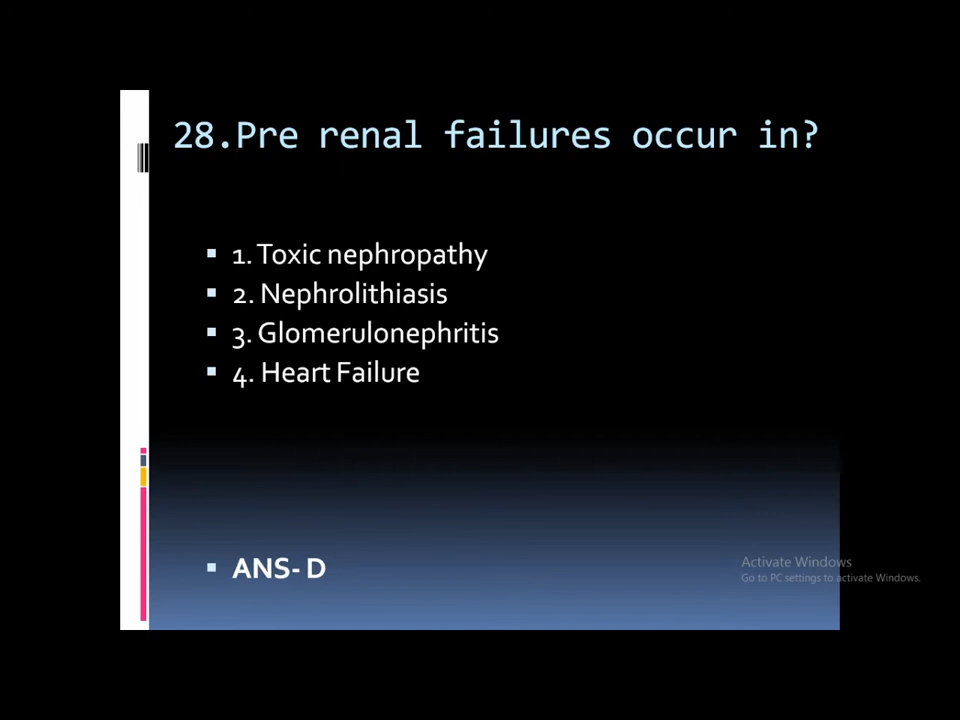 28.Pre renal failures occur in?
1. Toxic nephropathy
2. Nephrolithiasis
3. Glomerulonephritis
4. Heart Failure
ANS- D
Activate Windows
Go to PC settings to activate Windows.